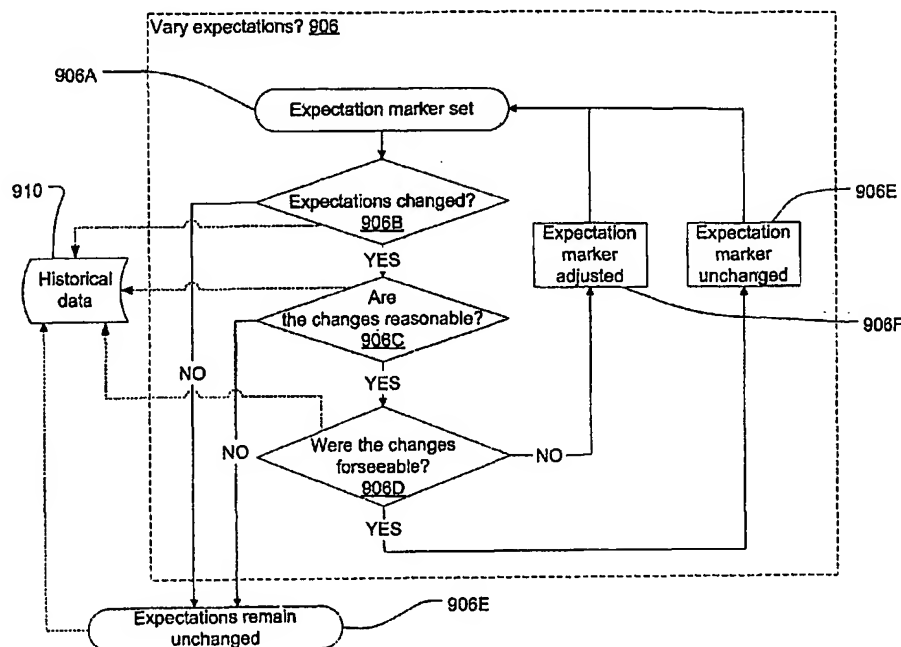 Vary expectations? 906
906A
Expectation marker set
910
Expectations changed?
906B
906E
Historical
data
YES
Expectation
marker
adjusted
Expectation
marker
unchanged
Are
the changes reasonable?
906C
906F
NO
YES
NO
Were the changes
forseeable?
906D
NO
YES
Expectations remain
unchanged
906E